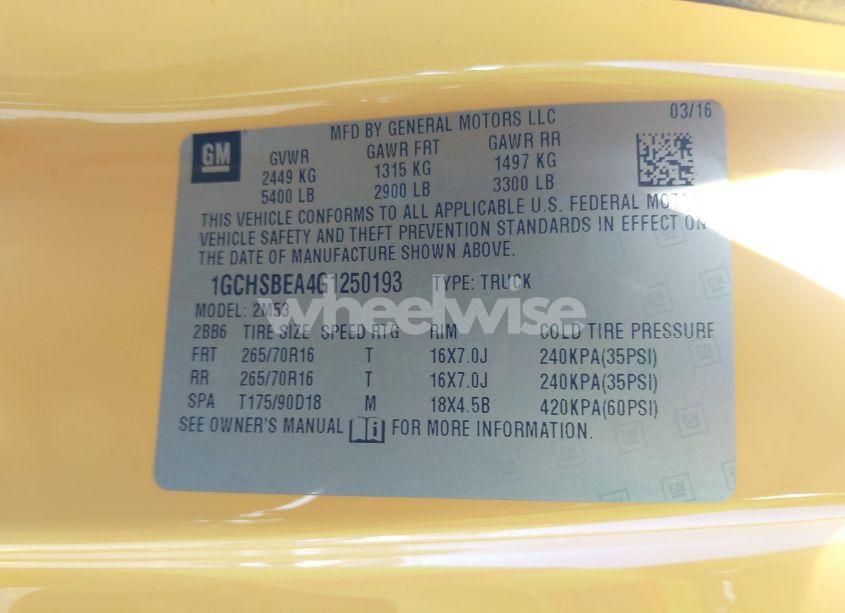 MFD BY GENERAL MOTORS LLC 03/16
GM
GVWR GAWR FRT GAWR RR
2449 KG 1315 KG 1497 KG
5400 LB 2900 LB 3300 LB
THIS VEHICLE CONFORMS TO ALL APPLICABLE U.S. FEDERAL MOTOR
VEHICLE SAFETY AND THEFT PREVENTION STANDARDS IN EFFECT ON
THE DATE OF MANUFACTURE SHOWN ABOVE.
1GCHSBEA4G1250193 TYPE: TRUCK
wheelwise
MODEL: 2M53
2BB6 TIRE SIZE SPEED RTG RIM COLD TIRE PRESSURE
FRT 265/70R16 T 16X7.0J 240KPA(35PSI)
RR 265/70R16 T 16X7.0J 240KPA(35PSI)
SPA T175/90D18 M 18X4.5B 420KPA(60PSI)
SEE OWNER'S MANUAL FOR MORE INFORMATION.